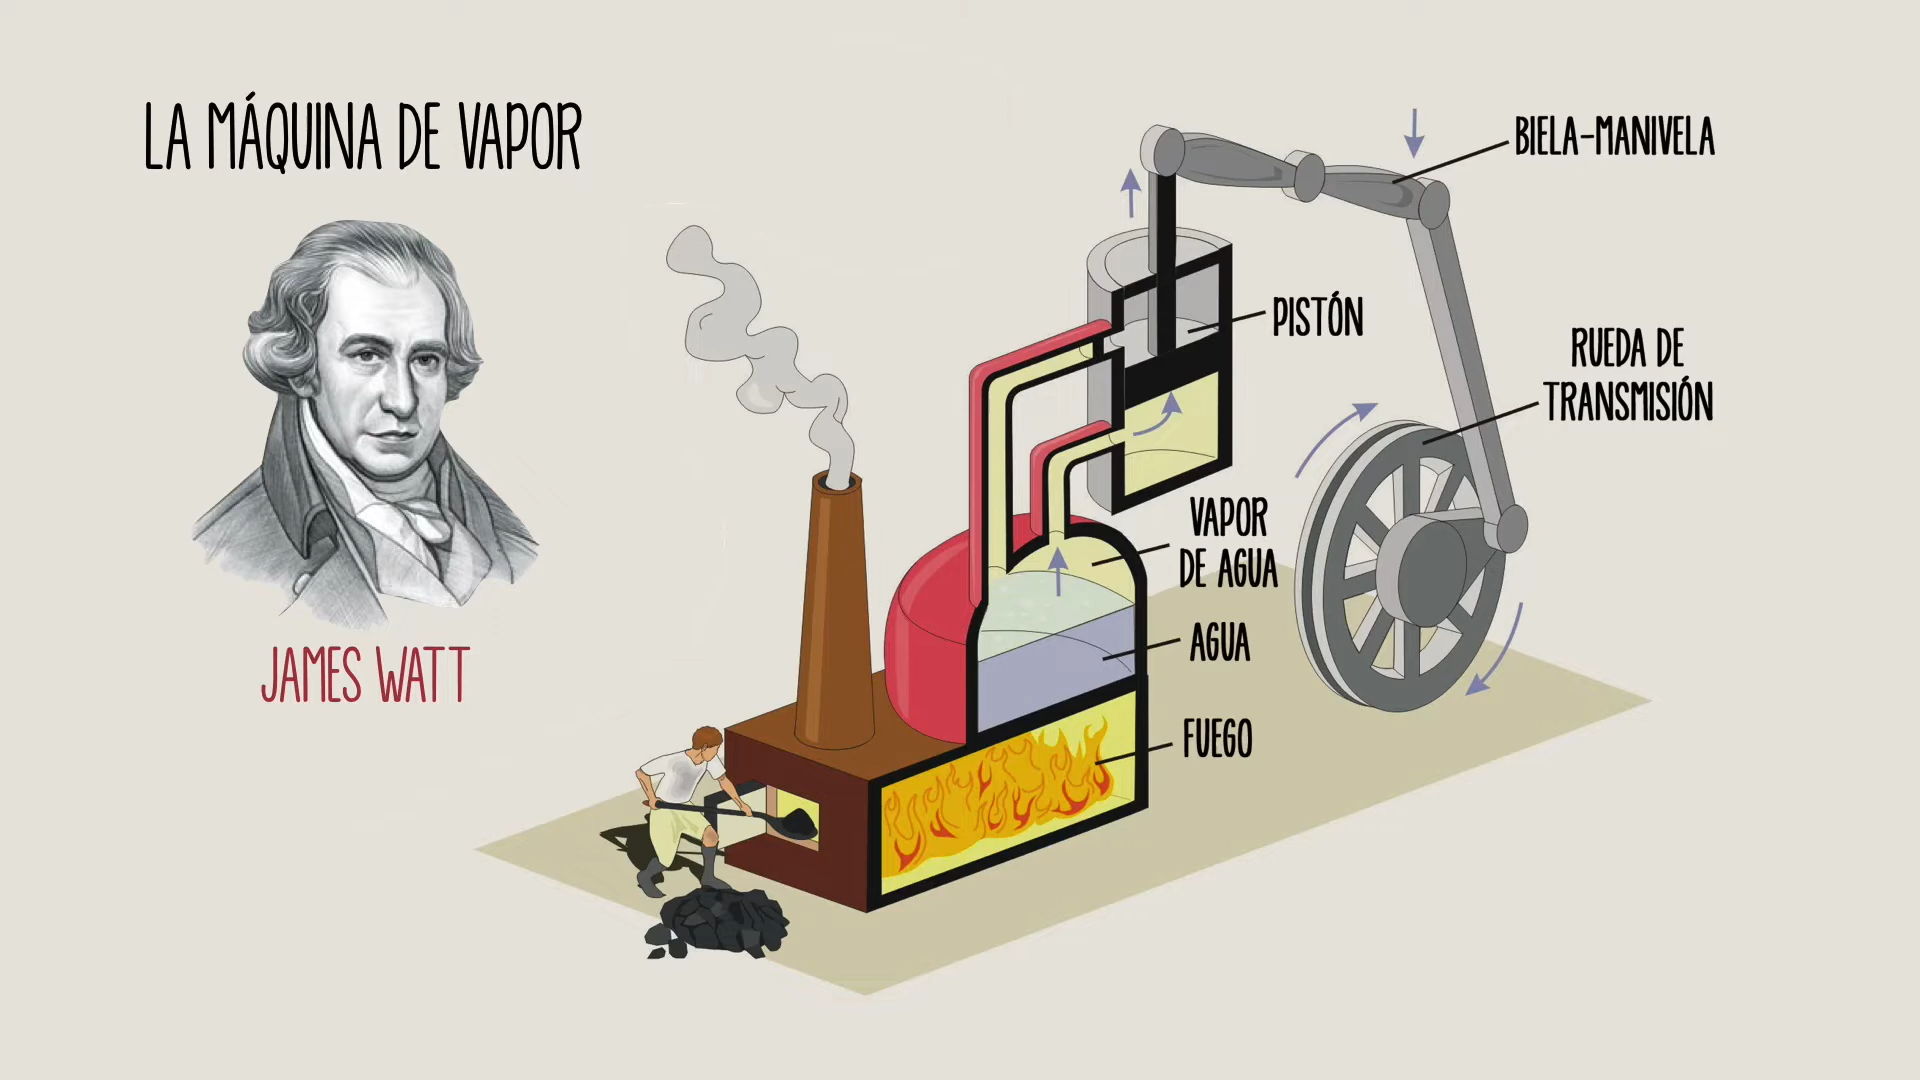 LA MÁQUINA DE VAPOR
JAMES WATT
BIELA-MANIVELA
PISTÓN
RUEDA DE
TRANSMISIÓN
VAPOR
DE AGUA
AGUA
FUEGO